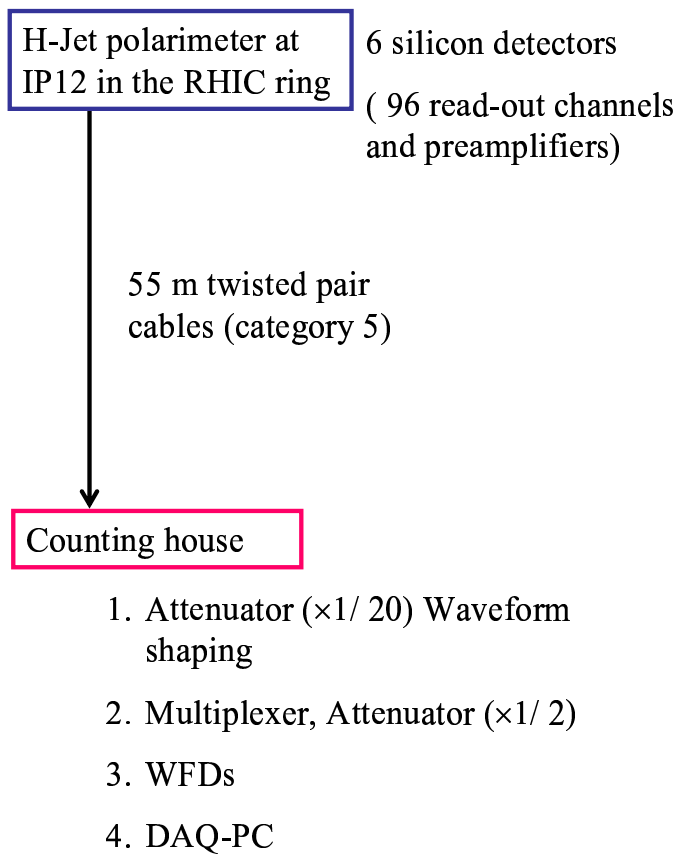 H-Jet polarimeter at
IP12 in the RHIC ring
6 silicon detectors
( 96 read-out channels
and preamplifiers)
55 m twisted pair
cables (category 5)
Counting house
1. Attenuator (×1/ 20) Waveform
shaping
2. Multiplexer, Attenuator (×1/ 2)
3. WFDs
4. DAQ-PC